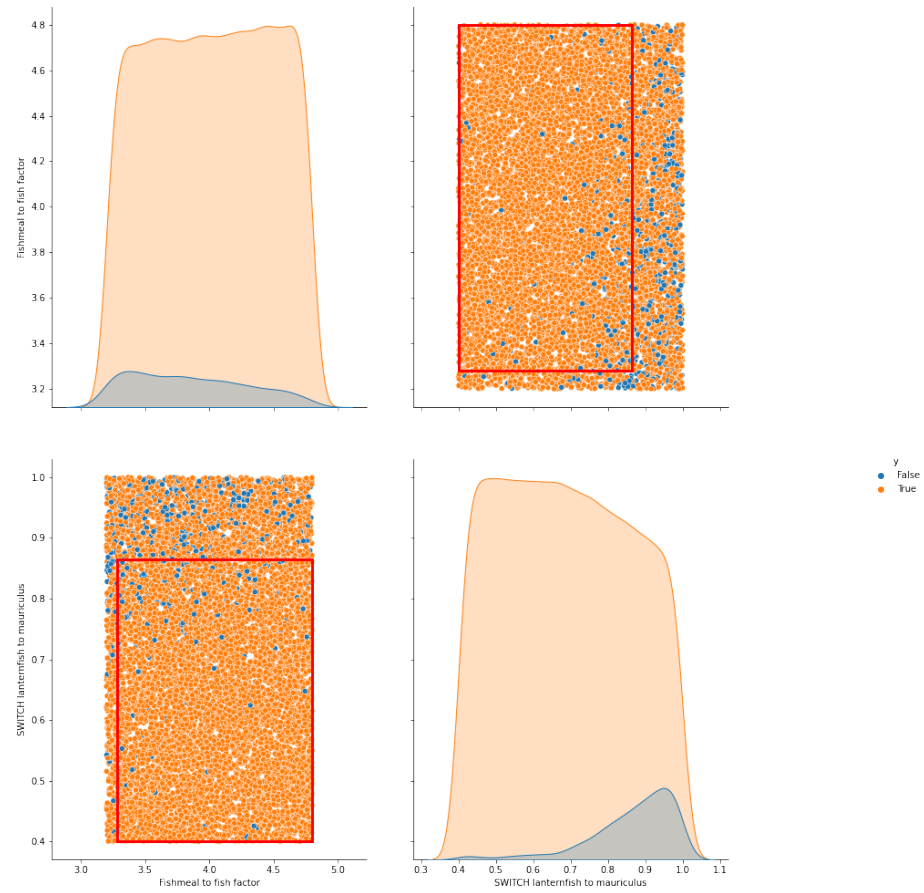 4.8
4.6
4.4
4.2
4.0
3.8
3.6
3.4
3.2
Fishmeal to fish factor
y
False
True
1.0
0.9
0.8
0.7
0.6
0.5
0.4
SWITCH lanternfish to mauriculus
3.0 3.5 4.0 4.5 5.0
Fishmeal to fish factor
0.3 0.4 0.5 0.6 0.7 0.8 0.9 1.0 1.1
SWITCH lanternfish to mauriculus